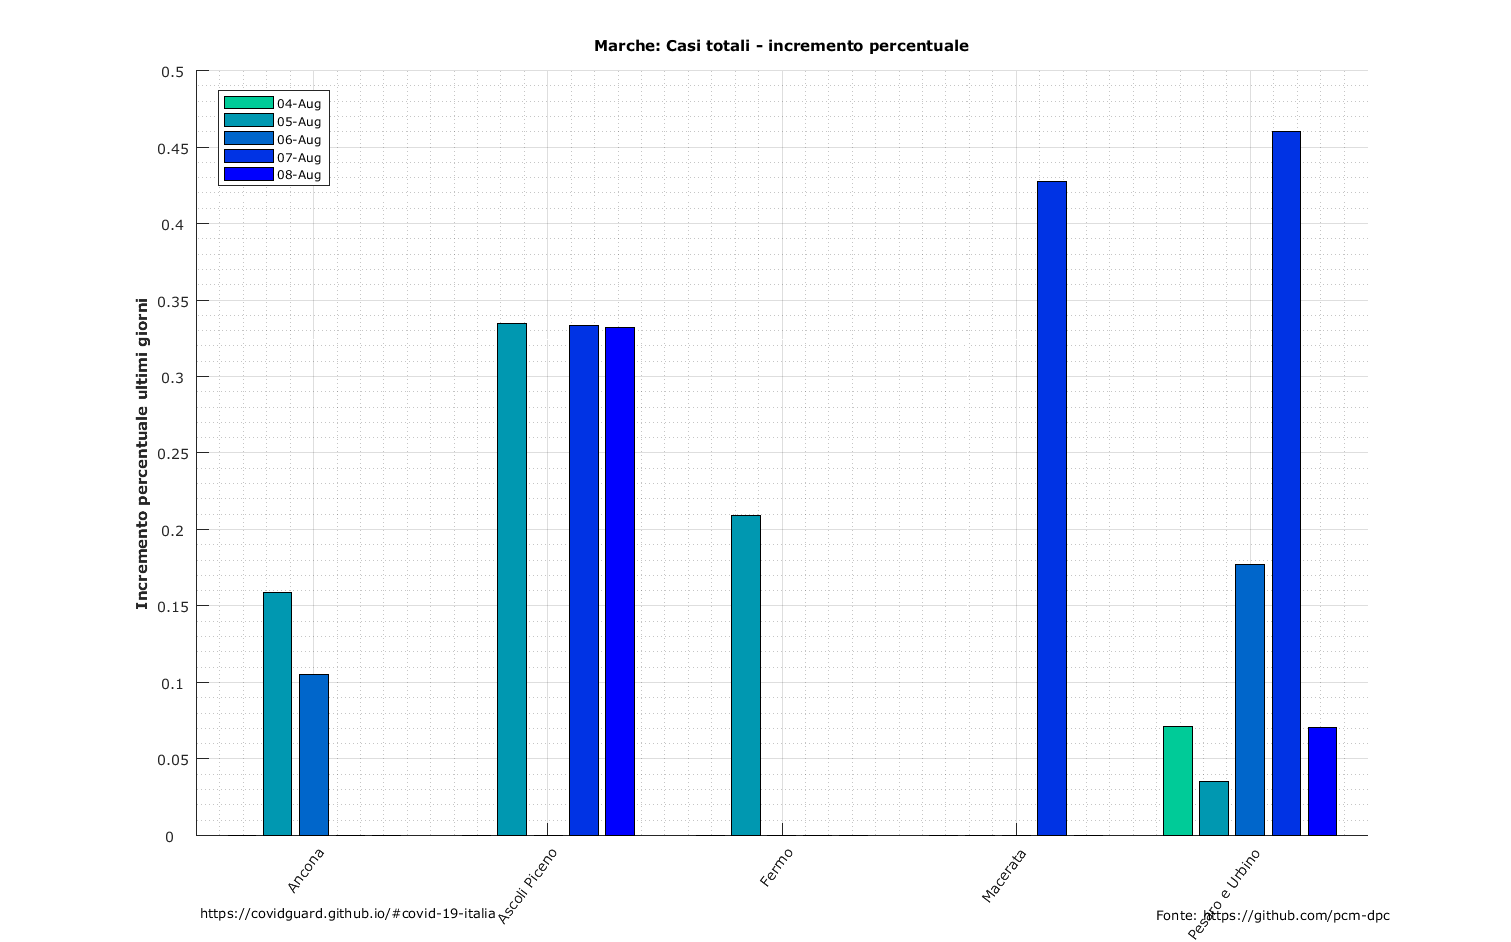 Marche: Casi totali - incremento percentuale
Incremento percentuale ultimi giorni
0.5
0.45
0.4
0.35
0.3
0.25
0.2
0.15
0.1
0.05
0
04-Aug
05-Aug
06-Aug
07-Aug
08-Aug
Ancona
Ascoli Piceno
Fermo
Macerata
Pesaro e Urbino
https://covidguard.github.io/#covid-19-italia
Fonte: https://github.com/pcm-dpc